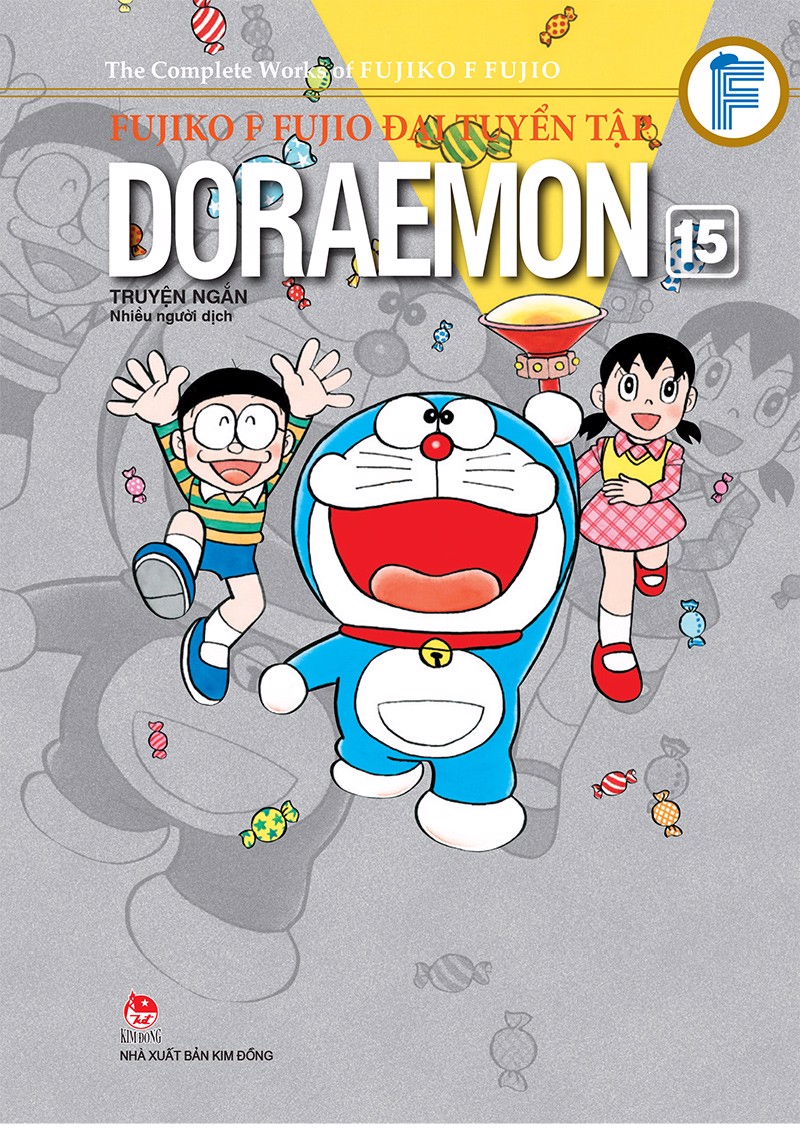 The Complete Works of FUJIKO F FUJIO
F
FUJIKO F FUJIO ĐẠI TUYỂN TẬP
DORAEMON 15
TRUYỆN NGẮN
Nhiều người dịch
KIM ĐỒNG
NHÀ XUẤT BẢN KIM ĐỒNG